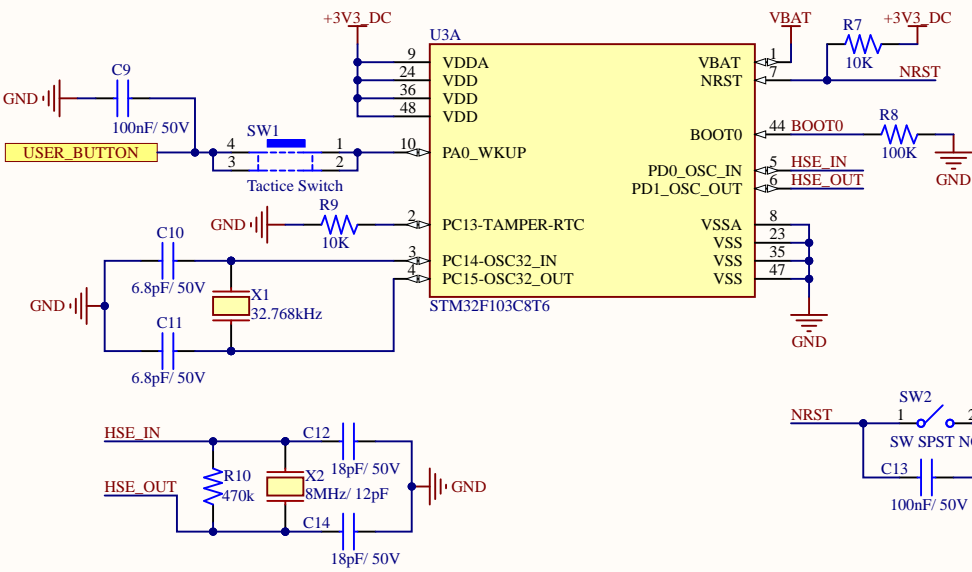 +3V3_DC
VBAT
R7
+3V3_DC
10K
NRST
U3A
9 VDDA
24 VDD
36 VDD
48 VDD
10 PA0_WKUP
2 PC13-TAMPER-RTC
3 PC14-OSC32_IN
4 PC15-OSC32_OUT
VBAT 1
NRST 7
BOOT0 44 BOOT0
PD0_OSC_IN 5 HSE_IN
PD1_OSC_OUT 6 HSE_OUT
VSSA 8
VSS 23
VSS 35
VSS 47
STM32F103C8T6
R8
100K
GND
GND
C9
GND
100nF/ 50V
USER_BUTTON
SW1
4 1
3 2
Tactice Switch
R9
GND
10K
C10
6.8pF/ 50V
X1
32.768kHz
GND
C11
6.8pF/ 50V
HSE_IN
HSE_OUT
R10
470k
X2
8MHz/ 12pF
C12
18pF/ 50V
GND
C14
18pF/ 50V
SW2
NRST 1 2
SW SPST
C13
100nF/ 50V